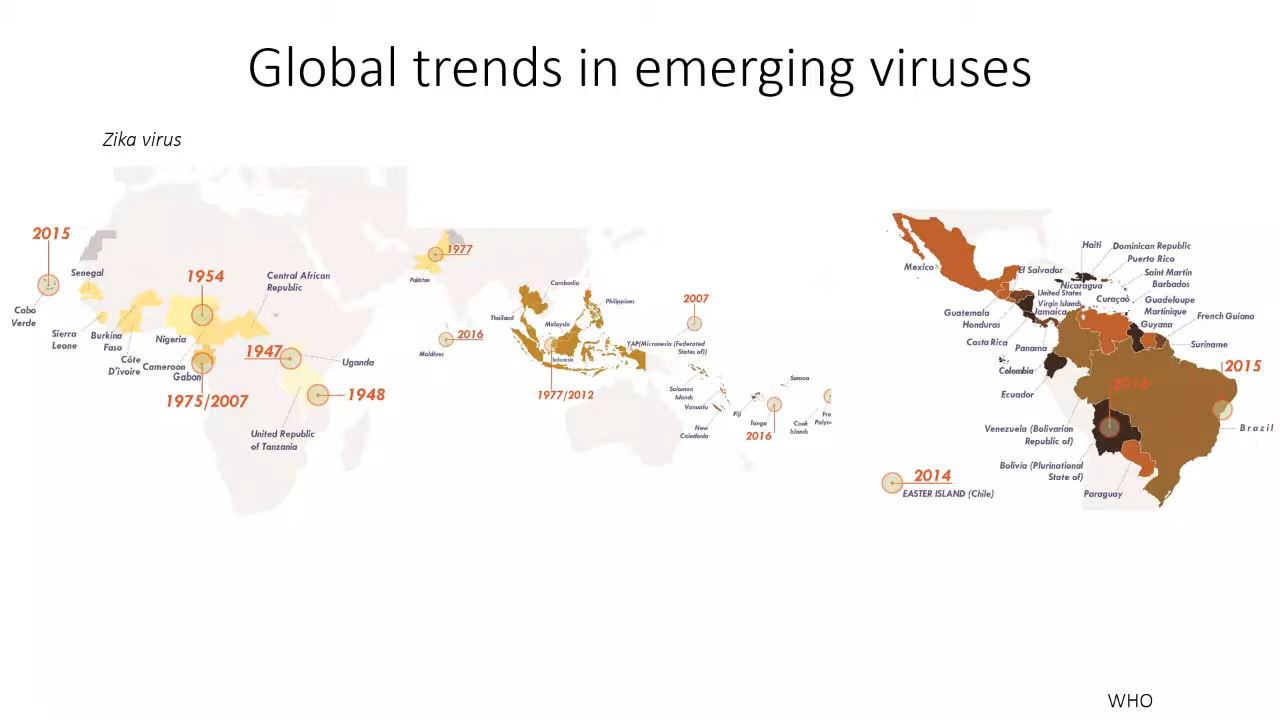 Global trends in emerging viruses
Zika virus
2015
Cabo
Verde
Senegal
Sierra
Leone
Burkina
Faso
Côte
D'ivoire
1954
Nigeria
Cameroon
Gabon
1975/2007
Central African
Republic
1947
Uganda
1948
United Republic
of Tanzania
1977
Pakistan
2016
Maldives
Cambodia
Thailand
Philippines
Malaysia
Indonesia
1977/2012
2007
YAP(Micronesia (Federated
States of))
Solomon
Islands
Vanuatu
New
Caledonia
Fiji
Samoa
Tonga
2016
Cook
Islands
Fre
Polyn
2014
EASTER ISLAND (Chile)
Mexico
Guatemala
Honduras
El Salvador
Nicaragua
Costa Rica
Panama
Colombia
Ecuador
Haiti
Dominican Republic
Puerto Rico
Saint Martin
Barbados
United States
Virgin Islands
Jamaica
Curaçao
Guadeloupe
Martinique
Guyana
French Guiana
Suriname
2015
Brazil
2016
Venezuela (Bolivarian
Republic of)
Bolivia (Plurinational
State of)
Paraguay
WHO